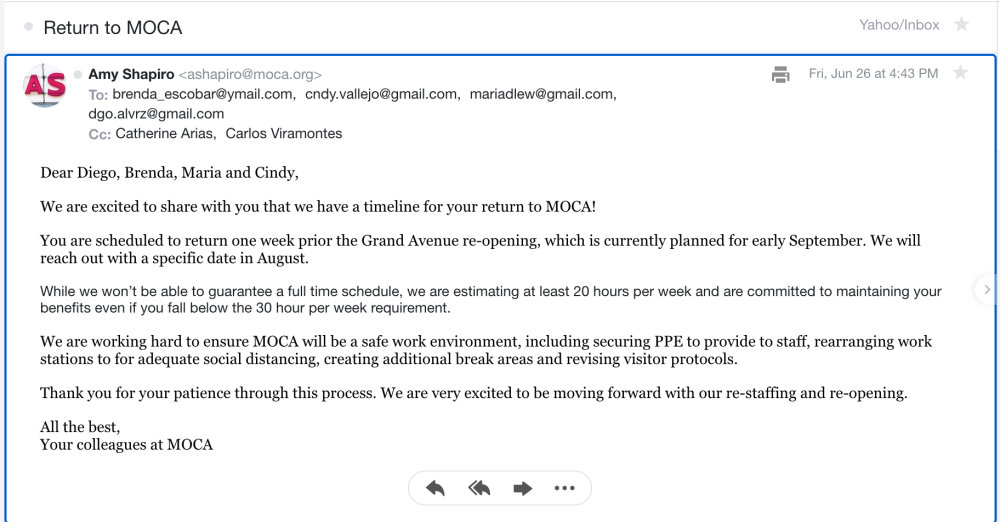 Return to MOCA
Yahoo/Inbox
AS
Amy Shapiro <ashapiro@moca.org>
Fri, Jun 26 at 4:43 PM
To: brenda_escobar@ymail.com, cndy.vallejo@gmail.com, mariadlew@gmail.com,
dgo.alvrz@gmail.com
Cc: Catherine Arias, Carlos Viramontes
Dear Diego, Brenda, Maria and Cindy,
We are excited to share with you that we have a timeline for your return to MOCA!
You are scheduled to return one week prior the Grand Avenue re-opening, which is currently planned for early September. We will
reach out with a specific date in August.
While we won't be able to guarantee a full time schedule, we are estimating at least 20 hours per week and are committed to maintaining your
benefits even if you fall below the 30 hour per week requirement.
We are working hard to ensure MOCA will be a safe work environment, including securing PPE to provide to staff, rearranging work
stations to for adequate social distancing, creating additional break areas and revising visitor protocols.
Thank you for your patience through this process. We are very excited to be moving forward with our re-staffing and re-opening.
All the best,
Your colleagues at MOCA